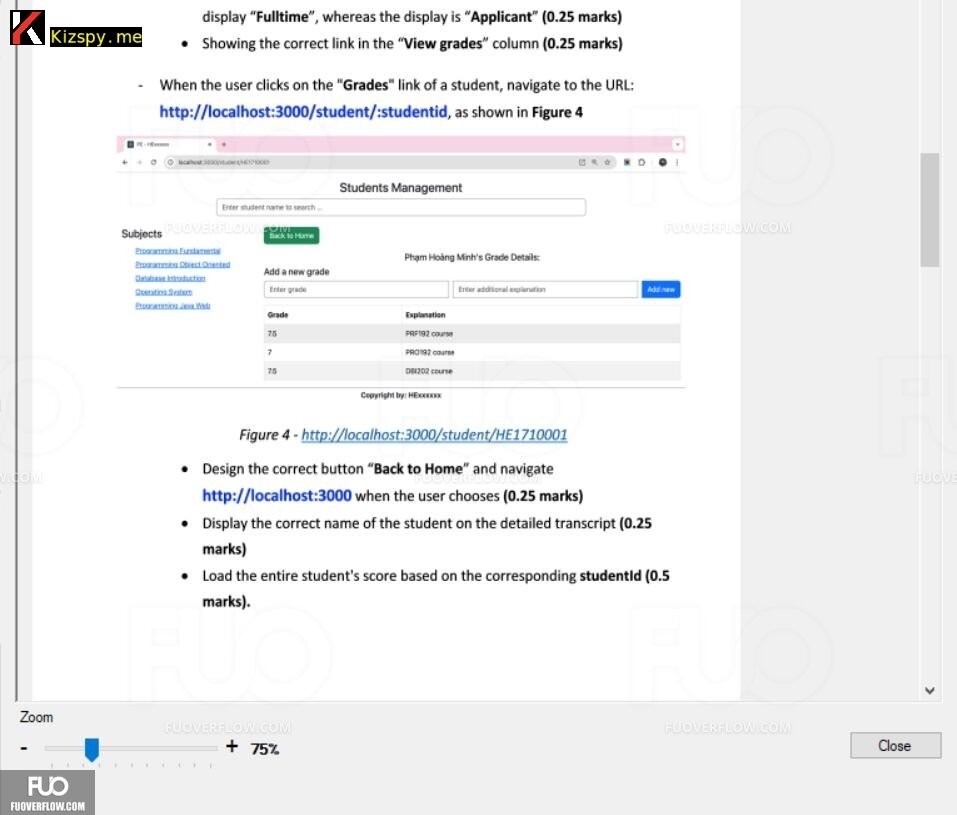 Kizspy.me
display “Fulltime”, whereas the display is “Applicant” (0.25 marks)
• Showing the correct link in the “View grades” column (0.25 marks)
- When the user clicks on the "Grades" link of a student, navigate to the URL:
http://localhost:3000/student/:studentid, as shown in Figure 4
PE - HExxxxxx
localhost:3000/student/HE1710001
Students Management
Enter student name to search ...
Subjects
Programming Fundamental
Programming Object Oriented
Database Introduction
Operating System
Programming Java Web
Back to Home
Phạm Hoàng Minh's Grade Details:
Add a new grade
Enter grade
Enter additional explanation
Add new
Grade Explanation
7.5 PRF192 course
7 PRO192 course
7.5 DBI202 course
Copyright by: HExxxxxx
Figure 4 - http://localhost:3000/student/HE1710001
• Design the correct button “Back to Home” and navigate
http://localhost:3000 when the user chooses (0.25 marks)
• Display the correct name of the student on the detailed transcript (0.25
marks)
• Load the entire student's score based on the corresponding studentId (0.5
marks).
FUOVERFLOW.COM
FUOVERFLOW.COM
FUOVERFLOW.COM
FUOVERFLOW.COM
Zoom
- + 75%
Close
FUO
FUOVERFLOW.COM